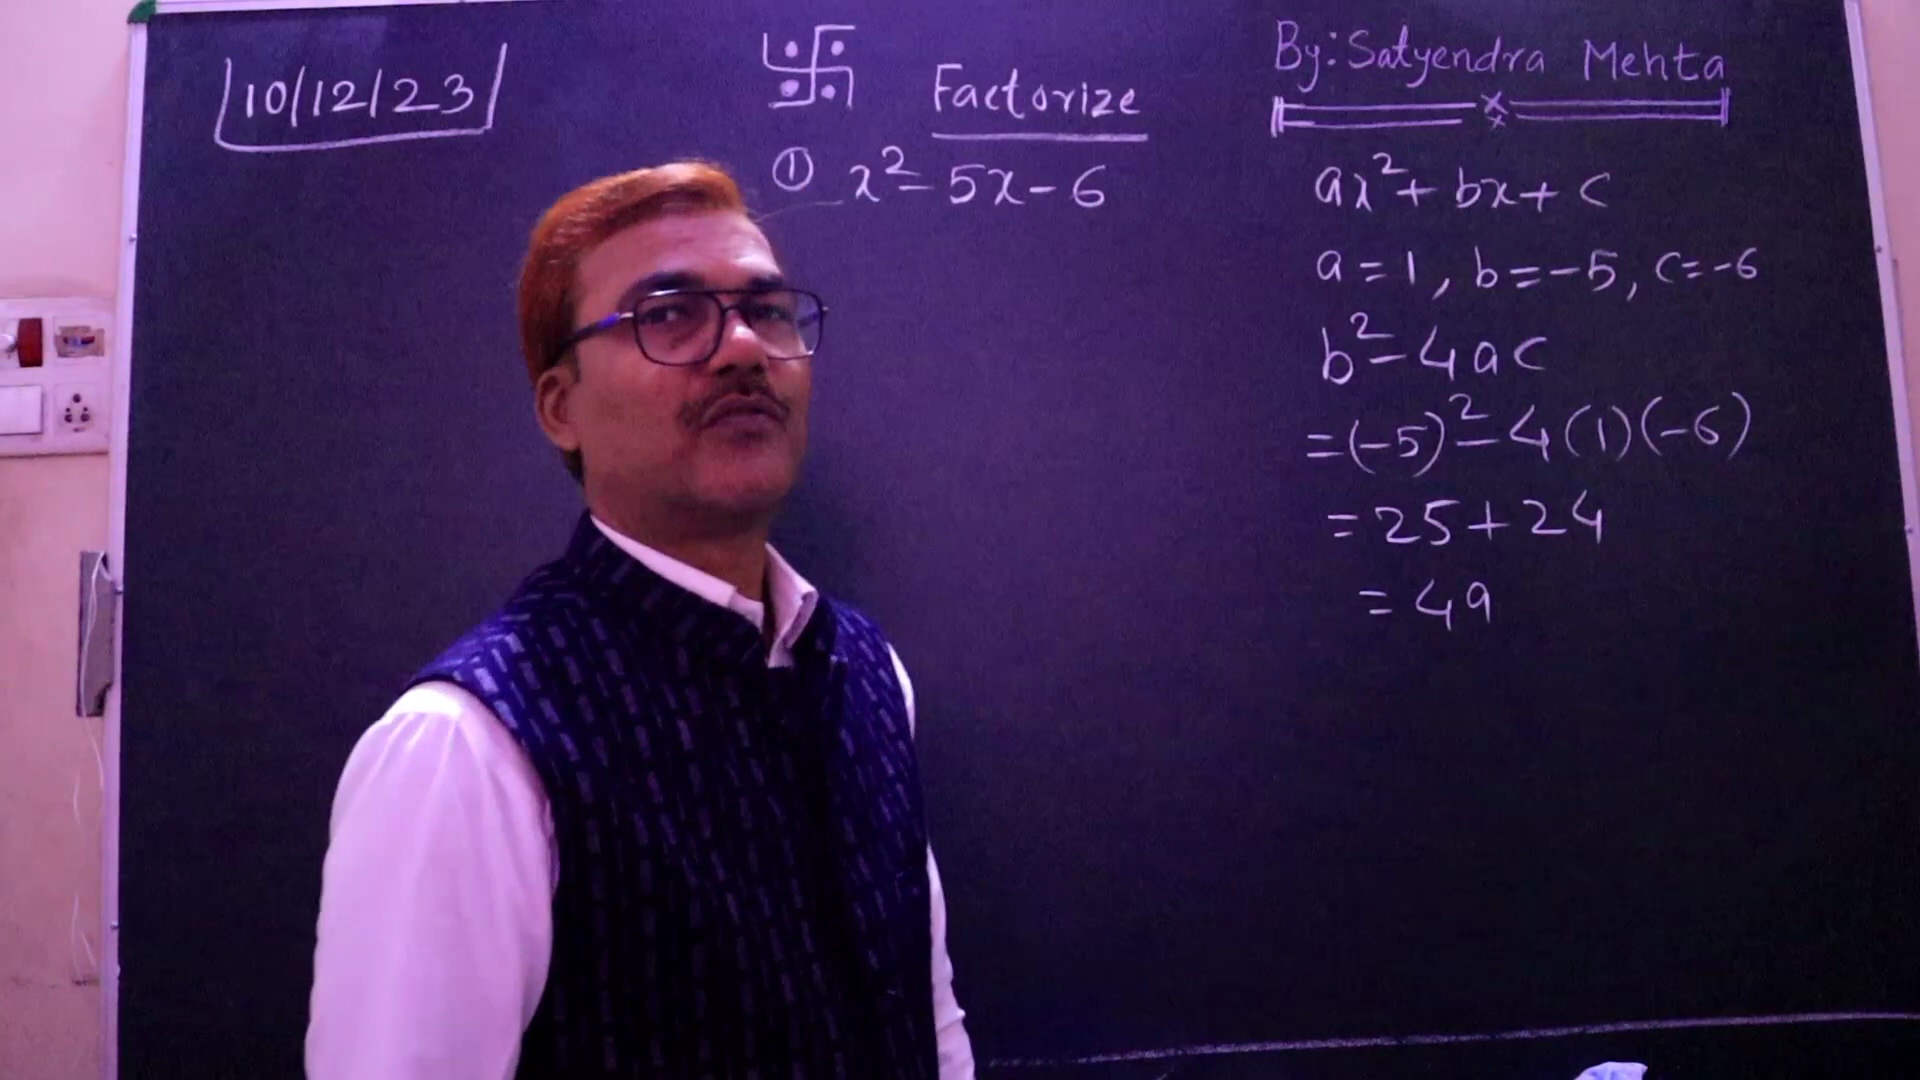 10/12/23
Factorize
① x² - 5x - 6
By: Satyendra Mehta
ax² + bx + c
a = 1, b = -5, c = -6
b² - 4ac
= (-5)² - 4(1)(-6)
= 25 + 24
= 49